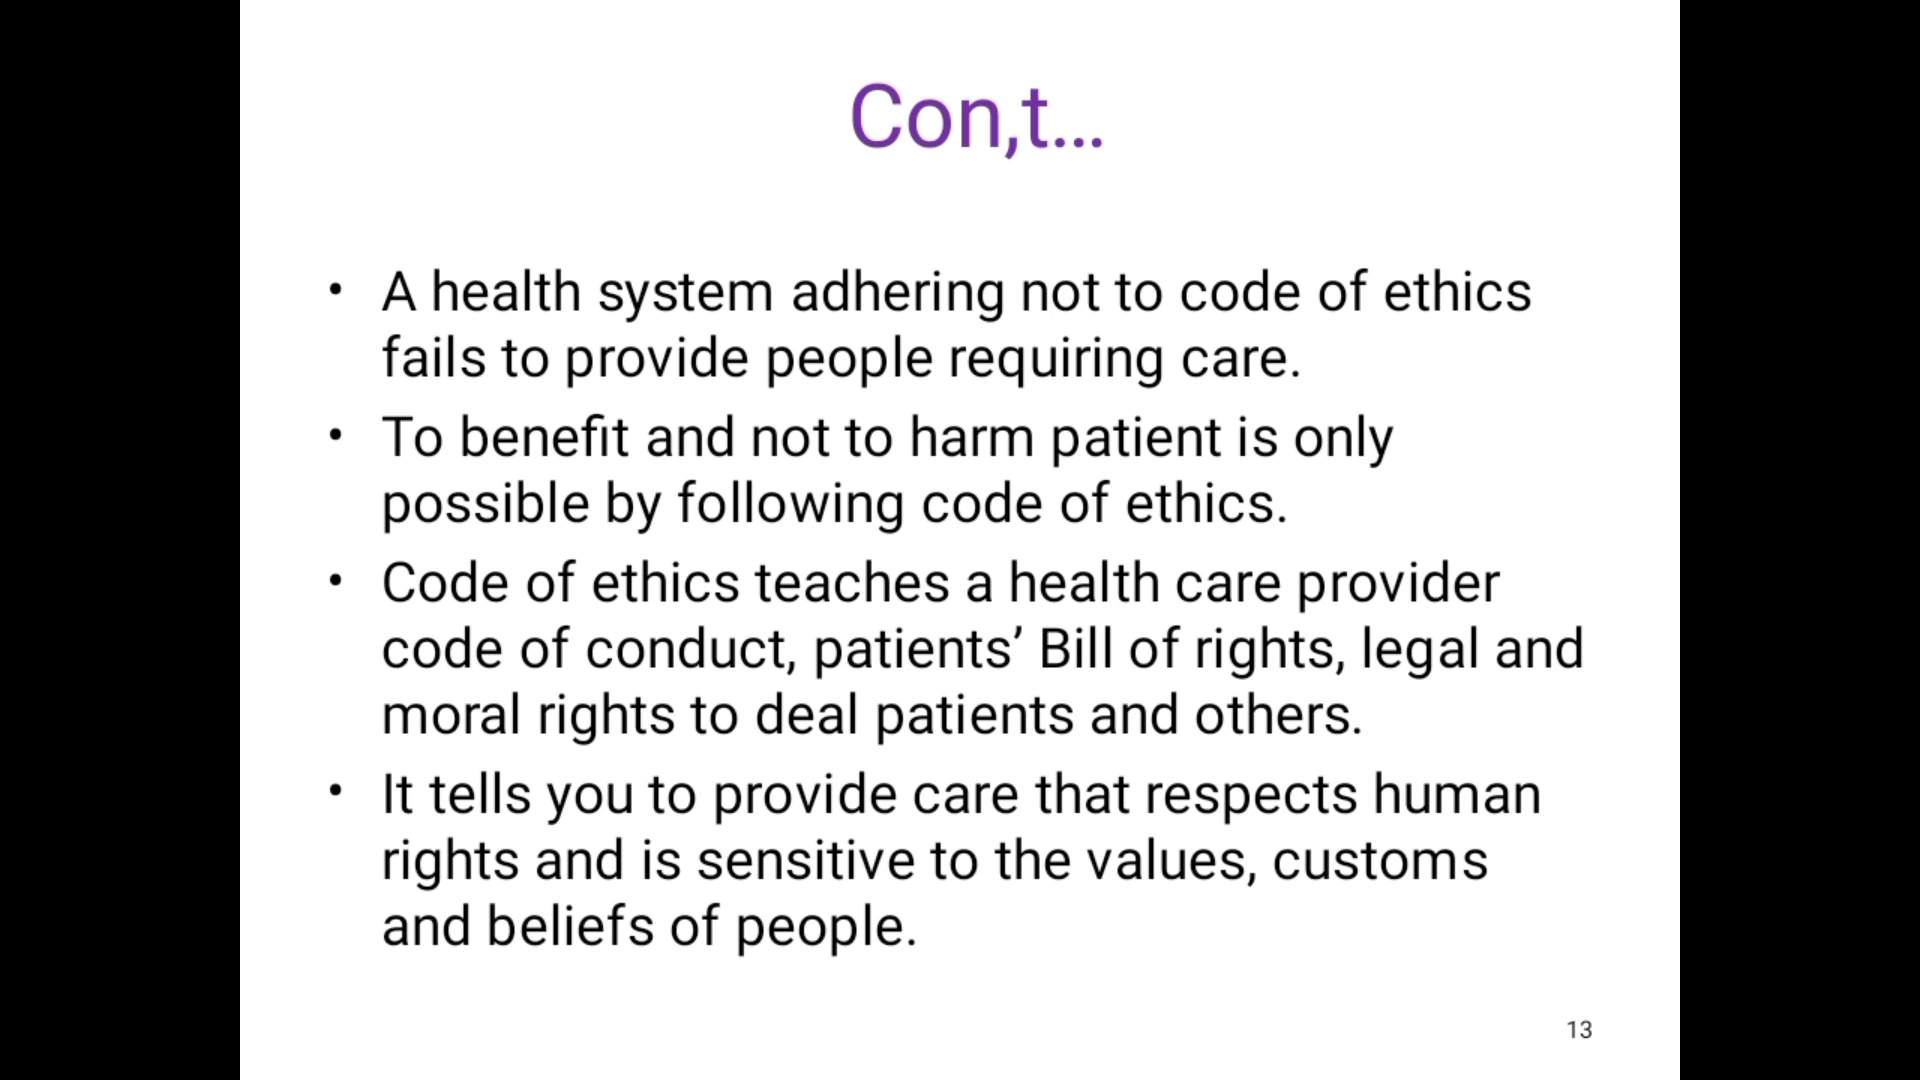 Con,t...
• A health system adhering not to code of ethics
fails to provide people requiring care.
• To benefit and not to harm patient is only
possible by following code of ethics.
• Code of ethics teaches a health care provider
code of conduct, patients’ Bill of rights, legal and
moral rights to deal patients and others.
• It tells you to provide care that respects human
rights and is sensitive to the values, customs
and beliefs of people.
13